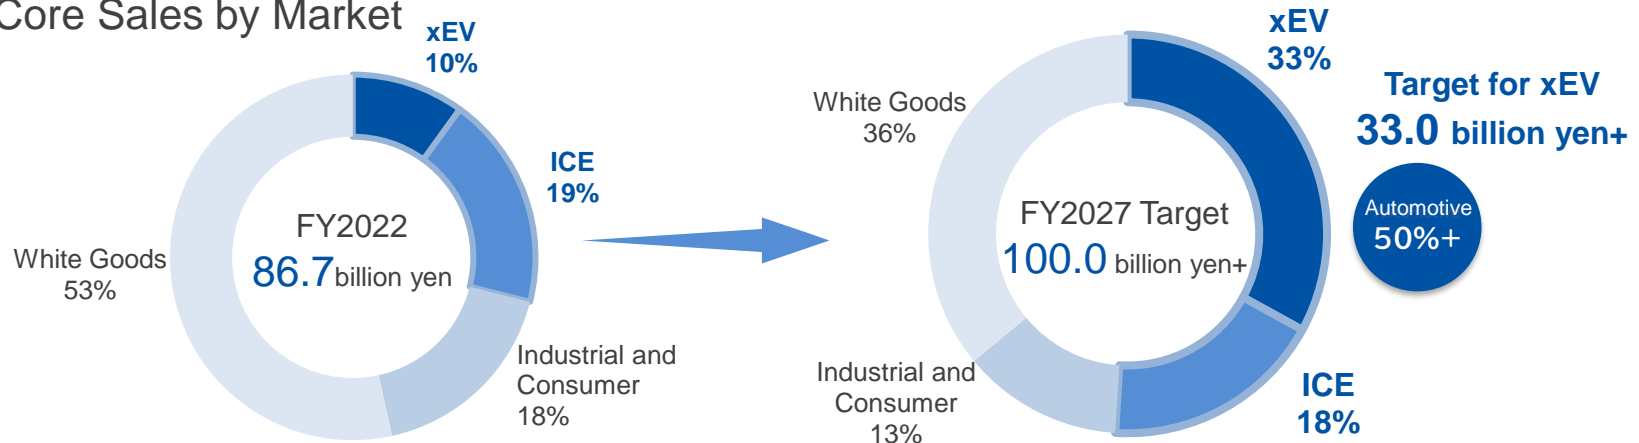 Core Sales by Market
xEV
10%
ICE
19%
FY2022
86.7 billion yen
White Goods
53%
Industrial and
Consumer
18%
xEV
33%
White Goods
36%
Target for xEV
33.0 billion yen+
Automotive
50%+
FY2027 Target
100.0 billion yen+
Industrial and
Consumer
13%
ICE
18%